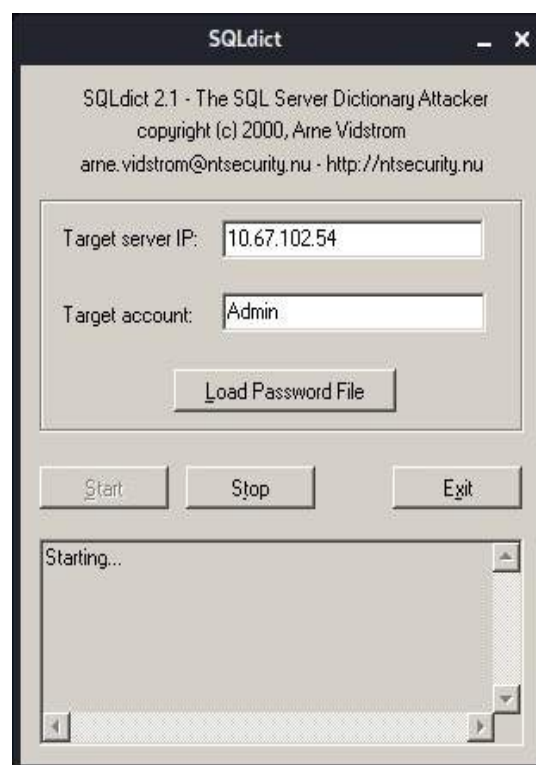 SQLdict
SQLdict 2.1 - The SQL Server Dictionary Attacker
copyright (c) 2000, Arne Vidstrom
arne.vidstrom@ntsecurity.nu - http://ntsecurity.nu
Target server IP: 10.67.102.54
Target account: Admin
Load Password File
Start Stop Exit
Starting...